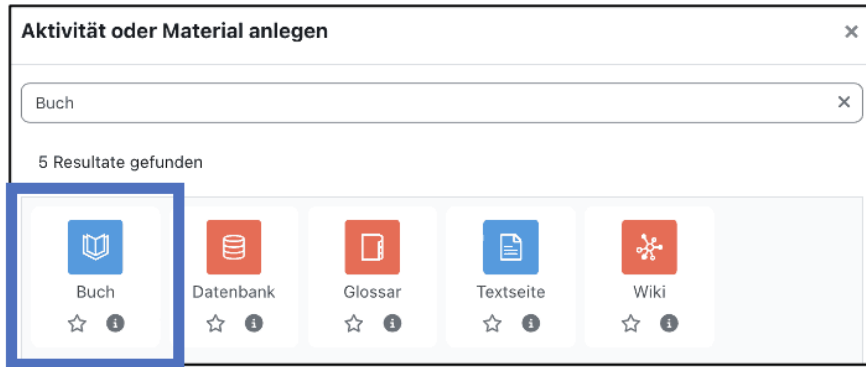 Aktivität oder Material anlegen
Buch
5 Resultate gefunden
Buch Datenbank Glossar Textseite Wiki